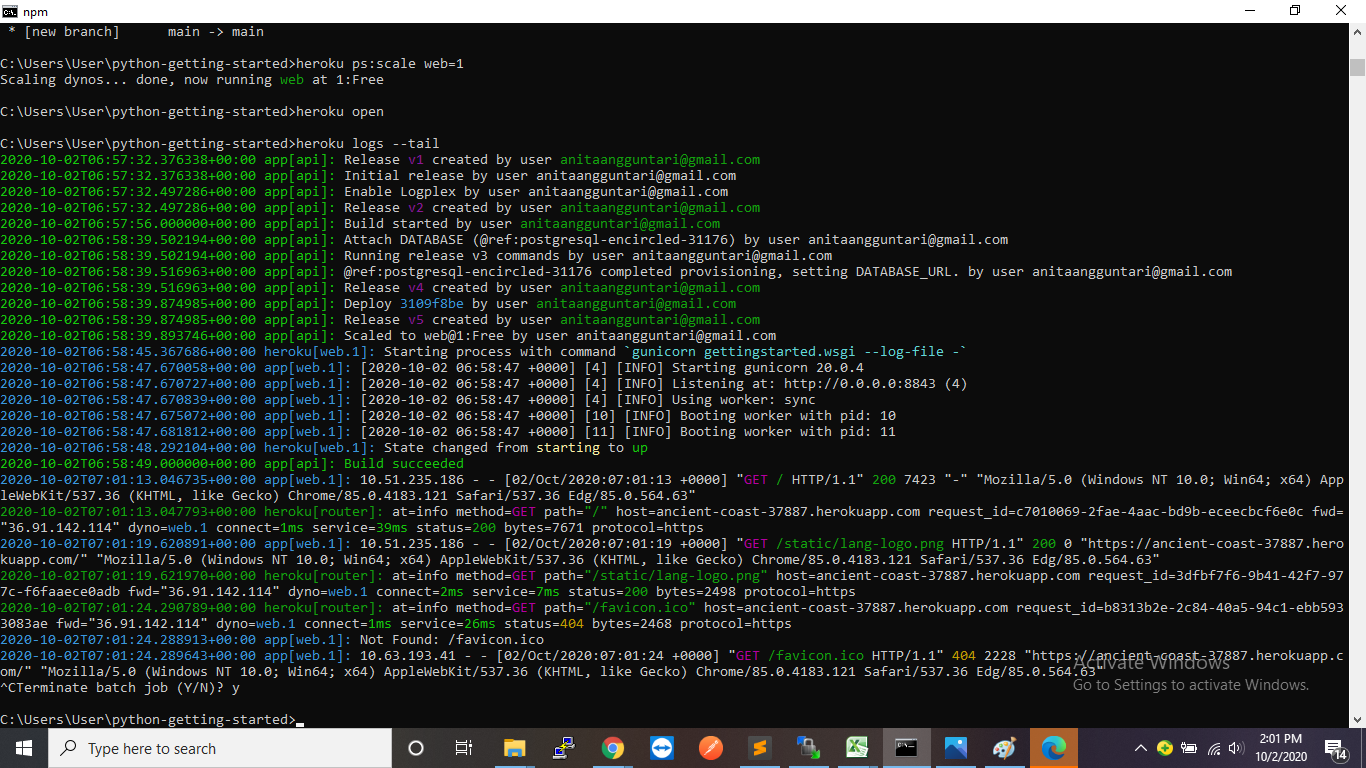 npm
* [new branch]      main -> main
C:\Users\User\python-getting-started>heroku ps:scale web=1
Scaling dynos... done, now running web at 1:Free
C:\Users\User\python-getting-started>heroku open
C:\Users\User\python-getting-started>heroku logs --tail
2020-10-02T06:57:32.376338+00:00 app[api]: Release v1 created by user anitaangguntari@gmail.com
2020-10-02T06:57:32.376338+00:00 app[api]: Initial release by user anitaangguntari@gmail.com
2020-10-02T06:57:32.497286+00:00 app[api]: Enable Logplex by user anitaangguntari@gmail.com
2020-10-02T06:57:32.497286+00:00 app[api]: Release v2 created by user anitaangguntari@gmail.com
2020-10-02T06:57:56.000000+00:00 app[api]: Build started by user anitaangguntari@gmail.com
2020-10-02T06:58:39.502194+00:00 app[api]: Attach DATABASE (@ref:postgresql-encircled-31176) by user anitaangguntari@gmail.com
2020-10-02T06:58:39.502194+00:00 app[api]: Running release v3 commands by user anitaangguntari@gmail.com
2020-10-02T06:58:39.516963+00:00 app[api]: @ref:postgresql-encircled-31176 completed provisioning, setting DATABASE_URL. by user anitaangguntari@gmail.com
2020-10-02T06:58:39.516963+00:00 app[api]: Release v4 created by user anitaangguntari@gmail.com
2020-10-02T06:58:39.874985+00:00 app[api]: Deploy 3109f8be by user anitaangguntari@gmail.com
2020-10-02T06:58:39.874985+00:00 app[api]: Release v5 created by user anitaangguntari@gmail.com
2020-10-02T06:58:39.893746+00:00 app[api]: Scaled to web@1:Free by user anitaangguntari@gmail.com
2020-10-02T06:58:45.367686+00:00 heroku[web.1]: Starting process with command `gunicorn gettingstarted.wsgi --log-file -`
2020-10-02T06:58:47.670058+00:00 app[web.1]: [2020-10-02 06:58:47 +0000] [4] [INFO] Starting gunicorn 20.0.4
2020-10-02T06:58:47.670727+00:00 app[web.1]: [2020-10-02 06:58:47 +0000] [4] [INFO] Listening at: http://0.0.0.0:8843 (4)
2020-10-02T06:58:47.670839+00:00 app[web.1]: [2020-10-02 06:58:47 +0000] [4] [INFO] Using worker: sync
2020-10-02T06:58:47.675072+00:00 app[web.1]: [2020-10-02 06:58:47 +0000] [10] [INFO] Booting worker with pid: 10
2020-10-02T06:58:47.681812+00:00 app[web.1]: [2020-10-02 06:58:47 +0000] [11] [INFO] Booting worker with pid: 11
2020-10-02T06:58:48.292104+00:00 heroku[web.1]: State changed from starting to up
2020-10-02T06:58:49.000000+00:00 app[api]: Build succeeded
2020-10-02T07:01:13.046735+00:00 app[web.1]: 10.51.235.186 - - [02/Oct/2020:07:01:13 +0000] "GET / HTTP/1.1" 200 7423 "-" "Mozilla/5.0 (Windows NT 10.0; Win64; x64) App
leWebKit/537.36 (KHTML, like Gecko) Chrome/85.0.4183.121 Safari/537.36 Edg/85.0.564.63"
2020-10-02T07:01:13.047793+00:00 heroku[router]: at=info method=GET path="/" host=ancient-coast-37887.herokuapp.com request_id=c7010069-2fae-4aac-bd9b-eceecbcf6e0c fwd=
"36.91.142.114" dyno=web.1 connect=1ms service=39ms status=200 bytes=7671 protocol=https
2020-10-02T07:01:19.620891+00:00 app[web.1]: 10.51.235.186 - - [02/Oct/2020:07:01:19 +0000] "GET /static/lang-logo.png HTTP/1.1" 200 0 "https://ancient-coast-37887.hero
kuapp.com/" "Mozilla/5.0 (Windows NT 10.0; Win64; x64) AppleWebKit/537.36 (KHTML, like Gecko) Chrome/85.0.4183.121 Safari/537.36 Edg/85.0.564.63"
2020-10-02T07:01:19.621970+00:00 heroku[router]: at=info method=GET path="/static/lang-logo.png" host=ancient-coast-37887.herokuapp.com request_id=3dfbf7f6-9b41-42f7-97
7c-f6faaece0adb fwd="36.91.142.114" dyno=web.1 connect=2ms service=7ms status=200 bytes=2498 protocol=https
2020-10-02T07:01:24.290789+00:00 heroku[router]: at=info method=GET path="/favicon.ico" host=ancient-coast-37887.herokuapp.com request_id=b8313b2e-2c84-40a5-94c1-ebb593
3083ae fwd="36.91.142.114" dyno=web.1 connect=1ms service=26ms status=404 bytes=2468 protocol=https
2020-10-02T07:01:24.288913+00:00 app[web.1]: Not Found: /favicon.ico
2020-10-02T07:01:24.289643+00:00 app[web.1]: 10.63.193.41 - - [02/Oct/2020:07:01:24 +0000] "GET /favicon.ico HTTP/1.1" 404 2228 "https://ancient-coast-37887.herokuapp.c
om/" "Mozilla/5.0 (Windows NT 10.0; Win64; x64) AppleWebKit/537.36 (KHTML, like Gecko) Chrome/85.0.4183.121 Safari/537.36 Edg/85.0.564.63"
^CTerminate batch job (Y/N)? y
C:\Users\User\python-getting-started>
Activate Windows
Go to Settings to activate Windows.
Type here to search
2:01 PM
10/2/2020
14